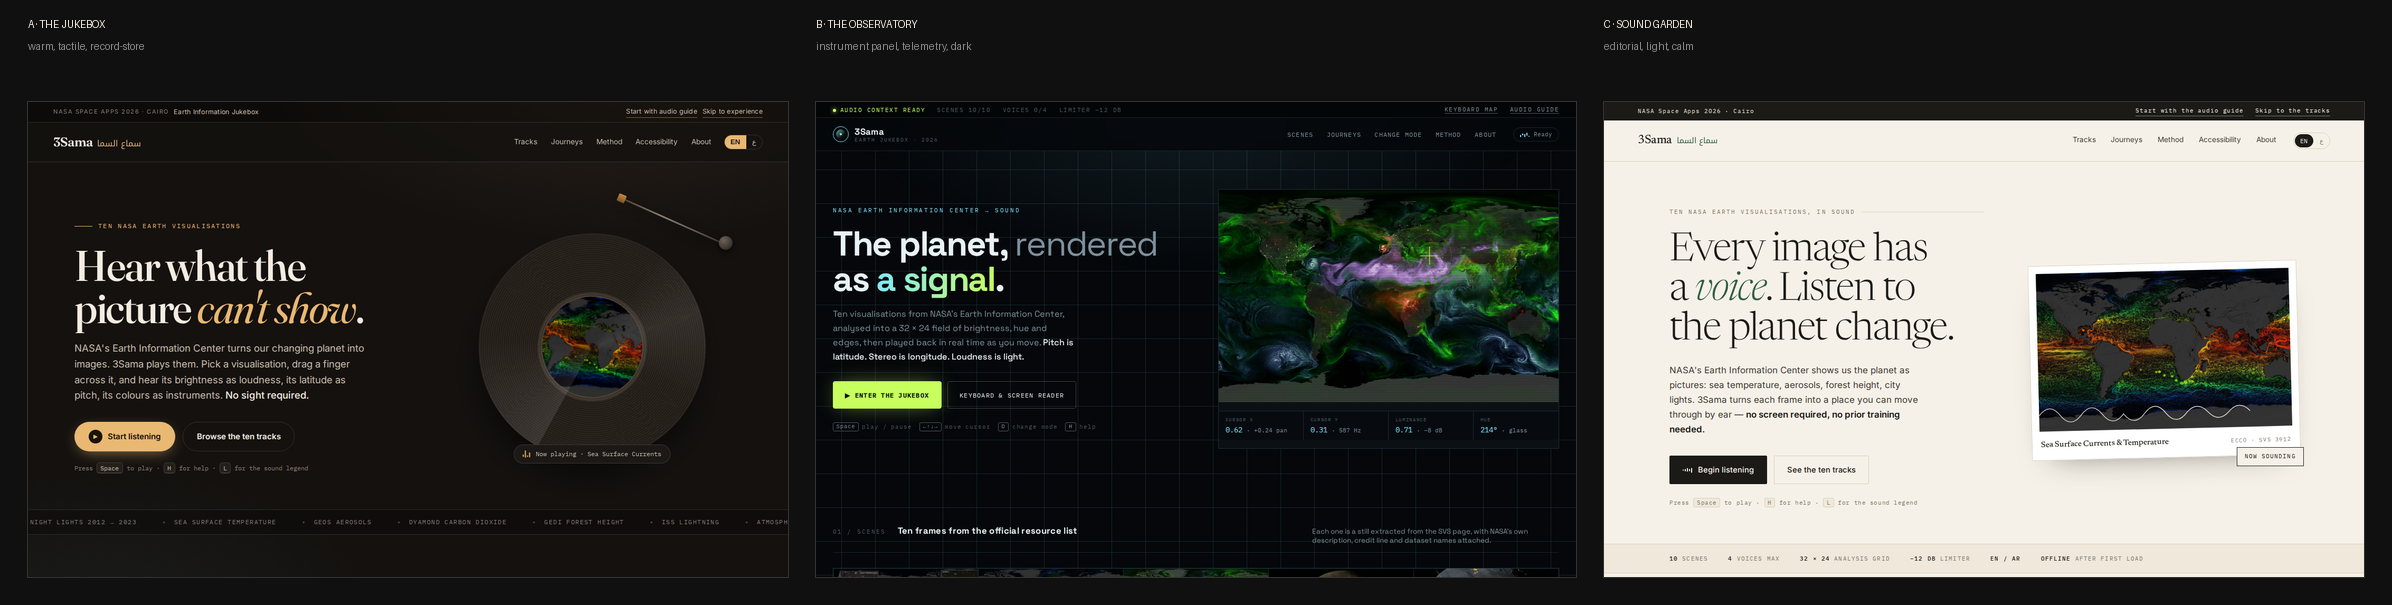 A · THE JUKEBOX
warm, tactile, record-store
NASA SPACE APPS 2026 · CAIRO Earth Information Jukebox
Start with audio guide Skip to experience
3Sama سماع السما
Tracks Journeys Method Accessibility About EN ع
TEN NASA EARTH VISUALISATIONS
Hear what the
picture can't show.
NASA's Earth Information Center turns our changing planet into
images. 3Sama plays them. Pick a visualisation, drag a finger
across it, and hear its brightness as loudness, its latitude as
pitch, its colours as instruments. No sight required.
Start listening Browse the ten tracks
Press Space to play · H for help · L for the sound legend
Now playing · Sea Surface Currents
NIGHT LIGHTS 2012 → 2023 • SEA SURFACE TEMPERATURE • GEOS AEROSOLS • DYAMOND CARBON DIOXIDE • GEDI FOREST HEIGHT • ISS LIGHTNING • ATMOSPH
B · THE OBSERVATORY
instrument panel, telemetry, dark
AUDIO CONTEXT READY SCENES 10/10 VOICES 0/4 LIMITER −12 DB
KEYBOARD MAP AUDIO GUIDE
3Sama
EARTH JUKEBOX · 2026
SCENES JOURNEYS CHANGE MODE METHOD ABOUT Ready
NASA EARTH INFORMATION CENTER → SOUND
The planet, rendered
as a signal.
Ten visualisations from NASA's Earth Information Center,
analysed into a 32 × 24 field of brightness, hue and
edges, then played back in real time as you move. Pitch is
latitude. Stereo is longitude. Loudness is light.
▶ ENTER THE JUKEBOX KEYBOARD & SCREEN READER
Space play / pause ←↑↓→ move cursor D change mode H help
CURSOR X CURSOR Y LUMINANCE HUE
0.62 · +0.24 pan 0.31 · 587 Hz 0.71 · −8 dB 214° · glass
01 / SCENES Ten frames from the official resource list
Each one is a still extracted from the SVS page, with NASA's own
description, credit line and dataset names attached.
C · SOUND GARDEN
editorial, light, calm
NASA Space Apps 2026 · Cairo
Start with the audio guide Skip to the tracks
3Sama سماع السما
Tracks Journeys Method Accessibility About EN ع
TEN NASA EARTH VISUALISATIONS, IN SOUND
Every image has
a voice. Listen to
the planet change.
NASA's Earth Information Center shows us the planet as
pictures: sea temperature, aerosols, forest height, city
lights. 3Sama turns each frame into a place you can move
through by ear — no screen required, no prior training
needed.
Begin listening See the ten tracks
Press Space to play · H for help · L for the sound legend
Sea Surface Currents & Temperature ECCO · SVS 3912
NOW SOUNDING
10 SCENES 4 VOICES MAX 32 × 24 ANALYSIS GRID −12 DB LIMITER EN / AR OFFLINE AFTER FIRST LOAD